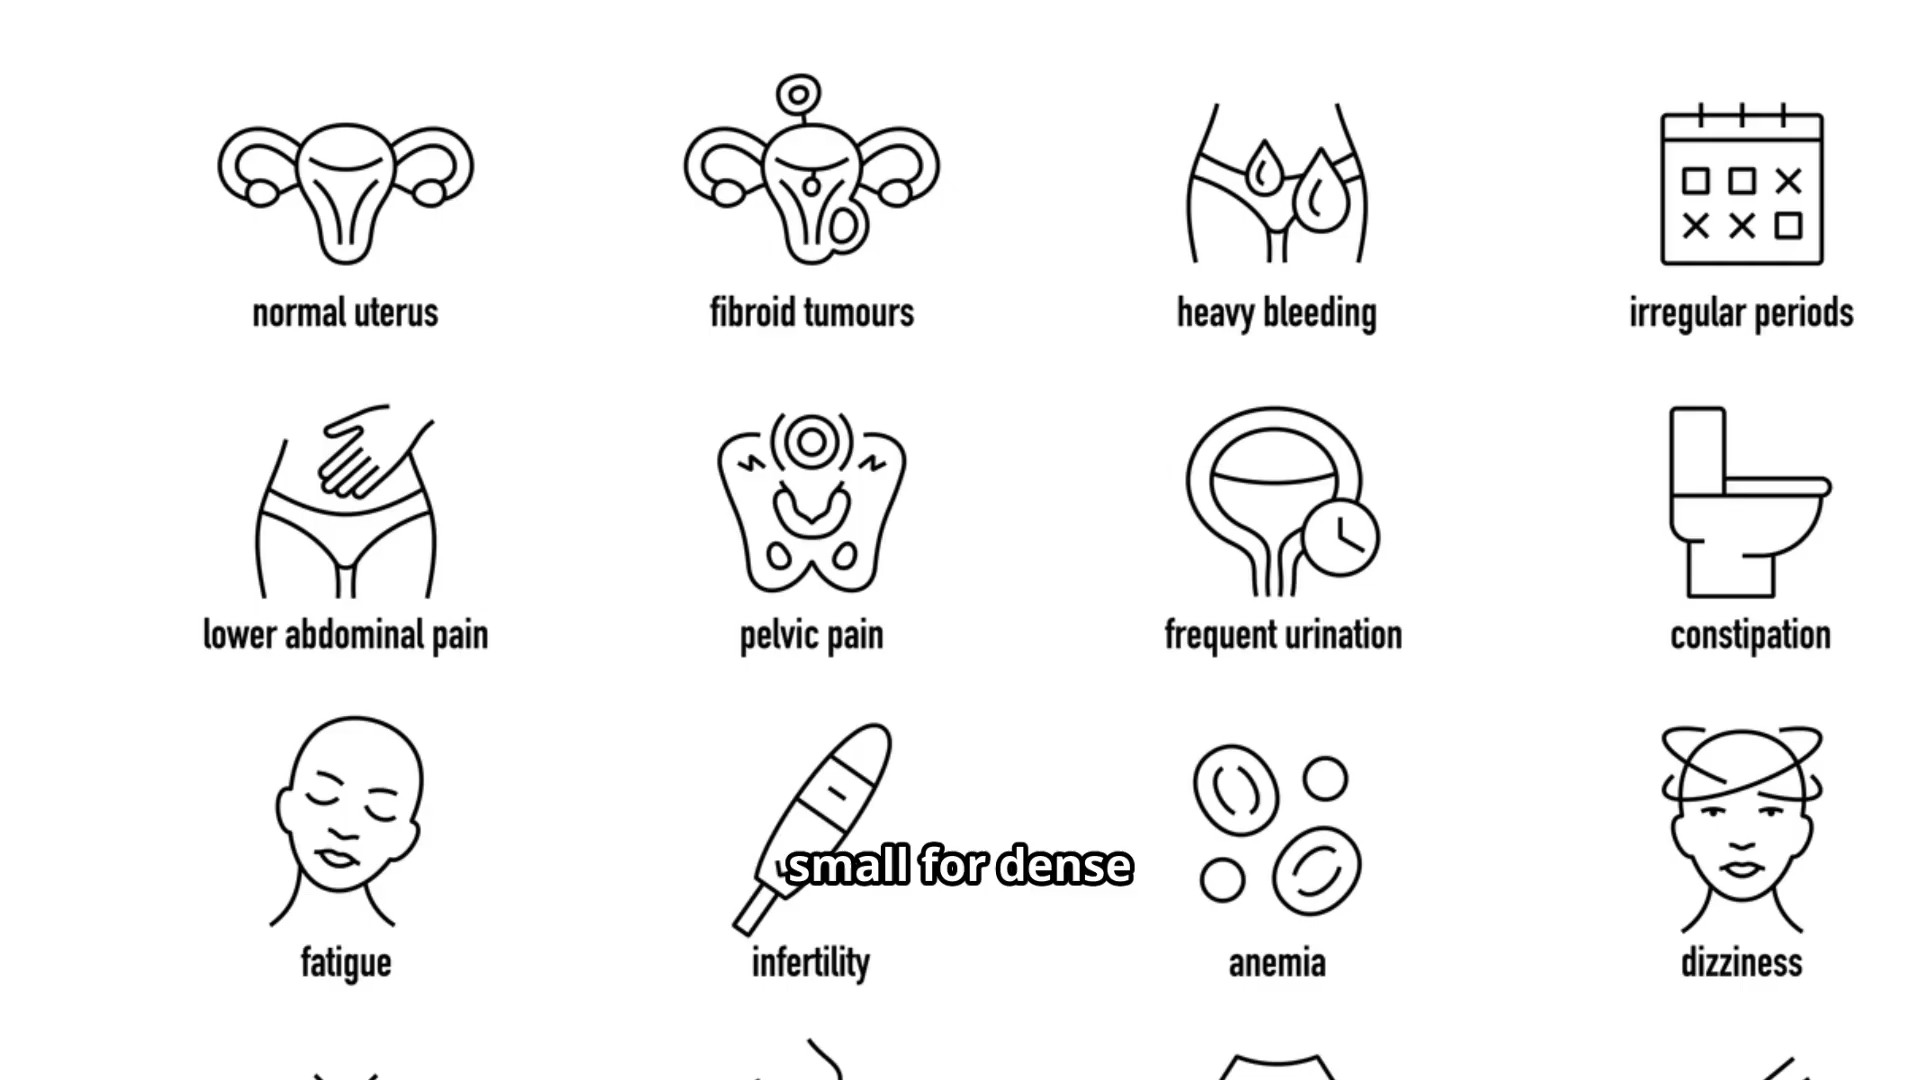 normal uterus
fibroid tumours
heavy bleeding
irregular periods
lower abdominal pain
pelvic pain
frequent urination
constipation
small for dense
fatigue
infertility
anemia
dizziness